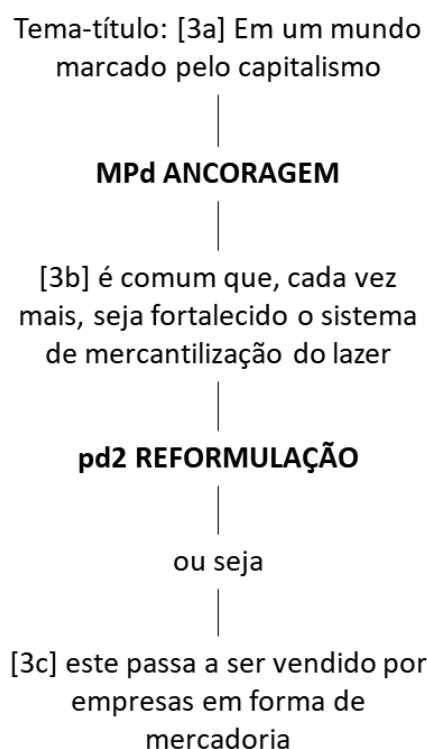 Tema-título: [3a] Em um mundo
marcado pelo capitalismo
MPd ANCORAGEM
[3b] é comum que, cada vez
mais, seja fortalecido o sistema
de mercantilização do lazer
pd2 REFORMULAÇÃO
ou seja
[3c] este passa a ser vendido por
empresas em forma de
mercadoria